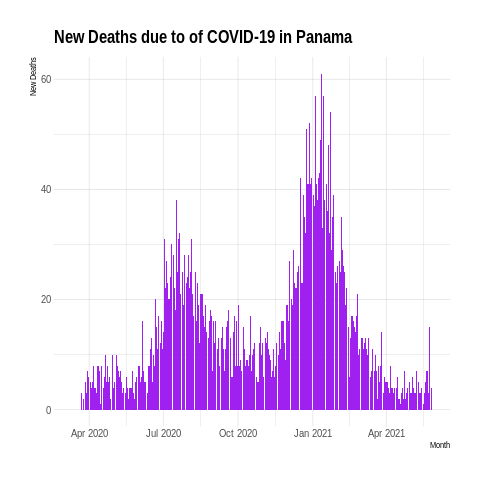 New Deaths due to of COVID-19 in Panama
New Deaths
60
40
20
0
Apr 2020
Jul 2020
Oct 2020
Jan 2021
Apr 2021
Month